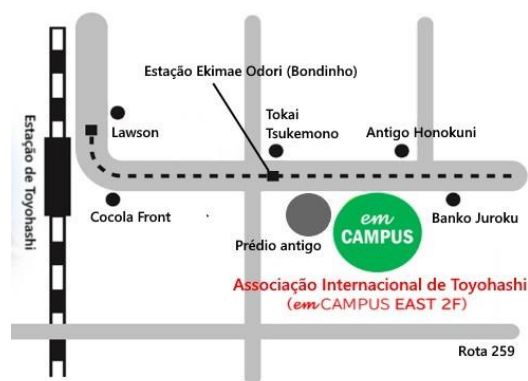 Estação Ekimae Odori (Bondinho)
Estação de Toyohashi
Lawson
Tokai
Tsukemono
Antigo Honokuni
Cocola Front
Prédio antigo
em
CAMPUS
Banko Juroku
Associação Internacional de Toyohashi
(emCAMPUS EAST 2F)
Rota 259